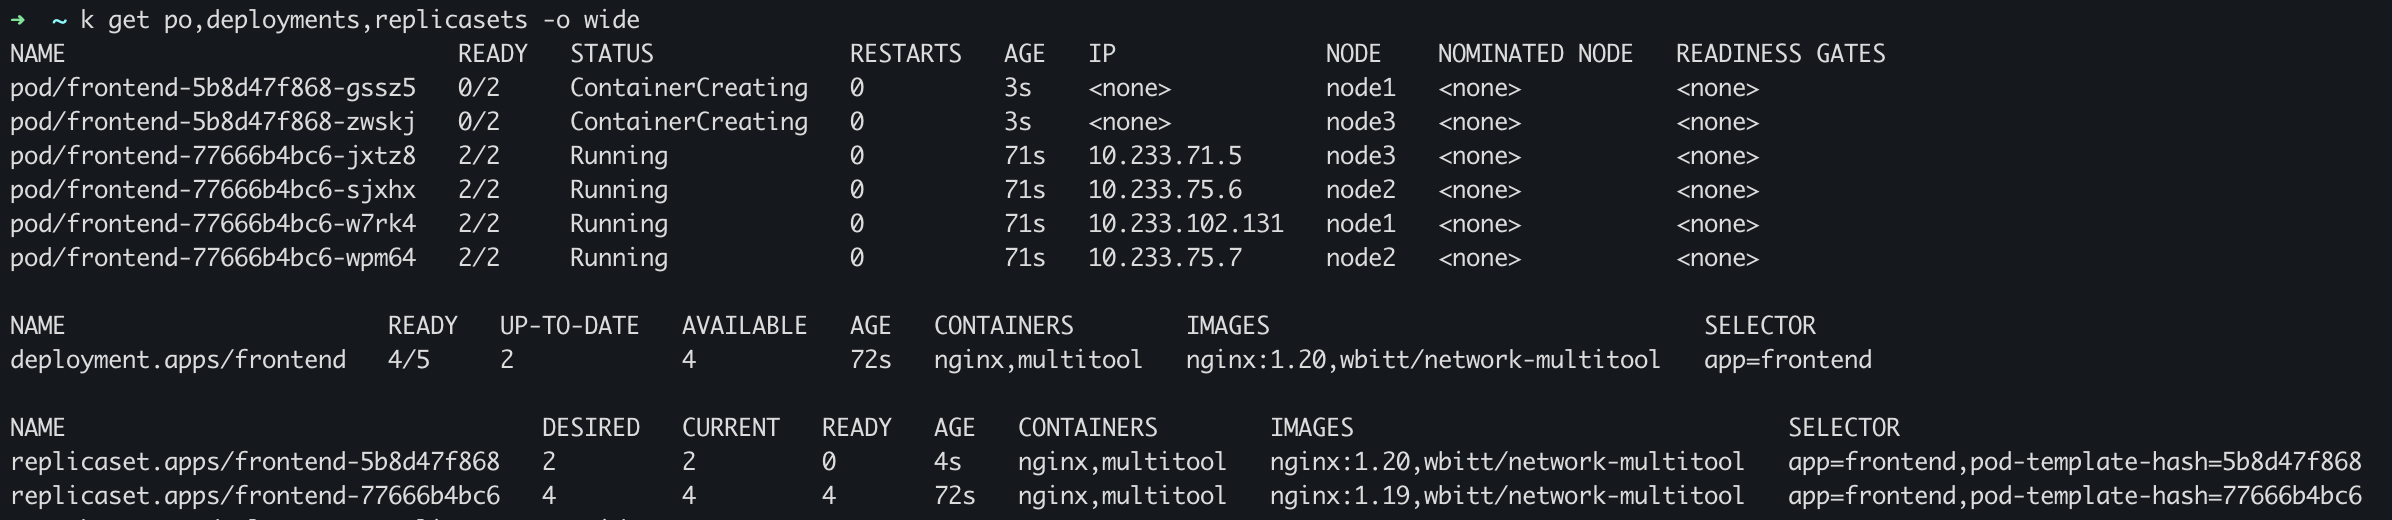 ➜  ~ k get po,deployments,replicasets -o wide
NAME                            READY   STATUS              RESTARTS   AGE   IP               NODE    NOMINATED NODE   READINESS GATES
pod/frontend-5b8d47f868-gssz5   0/2     ContainerCreating   0          3s    <none>           node1   <none>           <none>
pod/frontend-5b8d47f868-zwskj   0/2     ContainerCreating   0          3s    <none>           node3   <none>           <none>
pod/frontend-77666b4bc6-jxtz8   2/2     Running             0          71s   10.233.71.5      node3   <none>           <none>
pod/frontend-77666b4bc6-sjxhx   2/2     Running             0          71s   10.233.75.6      node2   <none>           <none>
pod/frontend-77666b4bc6-w7rk4   2/2     Running             0          71s   10.233.102.131   node1   <none>           <none>
pod/frontend-77666b4bc6-wpm64   2/2     Running             0          71s   10.233.75.7      node2   <none>           <none>
NAME                       READY   UP-TO-DATE   AVAILABLE   AGE   CONTAINERS        IMAGES                               SELECTOR
deployment.apps/frontend   4/5     2            4           72s   nginx,multitool   nginx:1.20,wbitt/network-multitool   app=frontend
NAME                                  DESIRED   CURRENT   READY   AGE   CONTAINERS        IMAGES                               SELECTOR
replicaset.apps/frontend-5b8d47f868   2         2         0       4s    nginx,multitool   nginx:1.20,wbitt/network-multitool   app=frontend,pod-template-hash=5b8d47f868
replicaset.apps/frontend-77666b4bc6   4         4         4       72s   nginx,multitool   nginx:1.19,wbitt/network-multitool   app=frontend,pod-template-hash=77666b4bc6